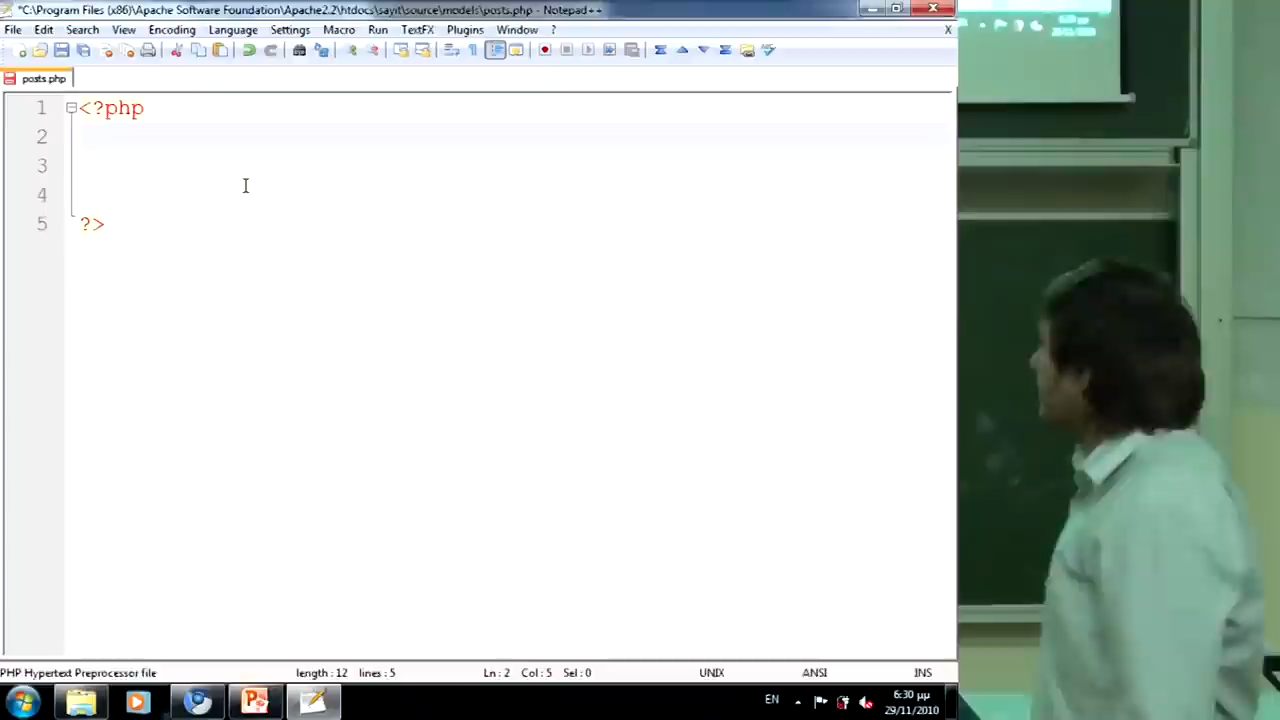 *C:\Program Files (x86)\Apache Software Foundation\Apache2.2\htdocs\sayit\source\models\posts.php - Notepad++
File Edit Search View Encoding Language Settings Macro Run TextFX Plugins Window ? X
posts.php
1 <?php
2
3
4
5 ?>
PHP Hypertext Preprocessor file length : 12 lines : 5 Ln : 2 Col : 5 Sel : 0 UNIX ANSI INS
EN 6:30 μμ
29/11/2010